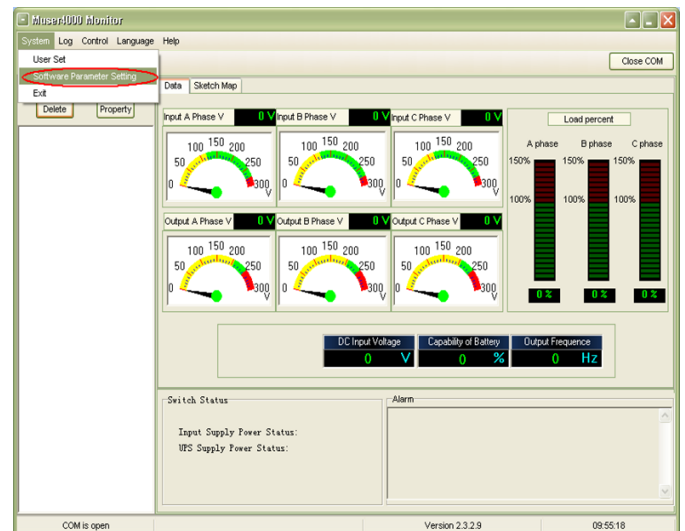 Muser4000 Monitor
System Log Control Language Help
User Set
Software Parameter Setting
Exit
Close COM
Delete Property
Data Sketch Map
Input A Phase V 0 V Input B Phase V 0 V Input C Phase V 0 V
0 50 100 150 200 250 300 V
0 50 100 150 200 250 300 V
0 50 100 150 200 250 300 V
Output A Phase V 0 V Output B Phase V 0 V Output C Phase V 0 V
0 50 100 150 200 250 300 V
0 50 100 150 200 250 300 V
0 50 100 150 200 250 300 V
Load percent
A phase B phase C phase
150% 150% 150%
100% 100% 100%
0 % 0 % 0 %
DC Input Voltage Capability of Battery Output Frequence
0 V 0 % 0 Hz
Switch Status
Input Supply Power Status:
UPS Supply Power Status:
Alarm
COM is open Version 2.3.2.9 09:55:18